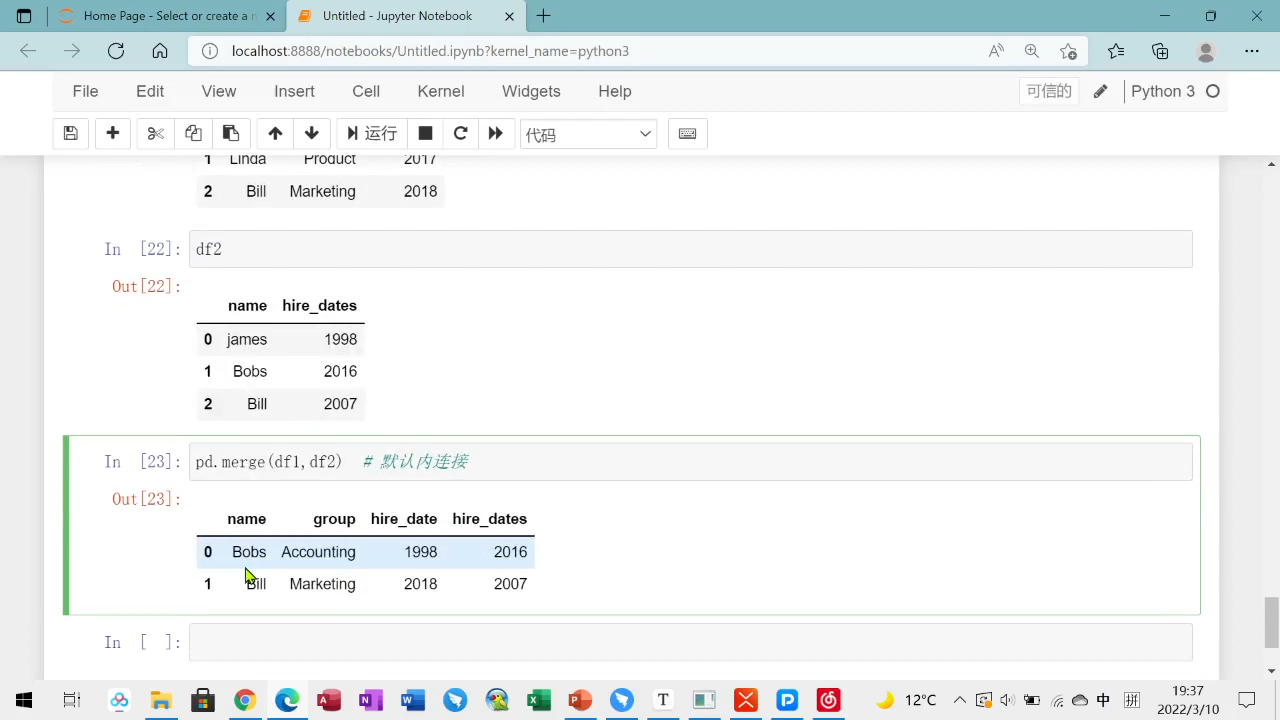 Home Page - Select or create a n
Untitled - Jupyter Notebook
localhost:8888/notebooks/Untitled.ipynb?kernel_name=python3
File Edit View Insert Cell Kernel Widgets Help 可信的 Python 3
运行 代码
1 Linda Product 2017
2 Bill Marketing 2018
In [22]: df2
Out[22]:
name hire_dates
0 james 1998
1 Bobs 2016
2 Bill 2007
In [23]: pd.merge(df1,df2) # 默认内连接
Out[23]:
name group hire_date hire_dates
0 Bobs Accounting 1998 2016
1 Bill Marketing 2018 2007
In [ ]:
12°C 中 拼 19:37
2022/3/10